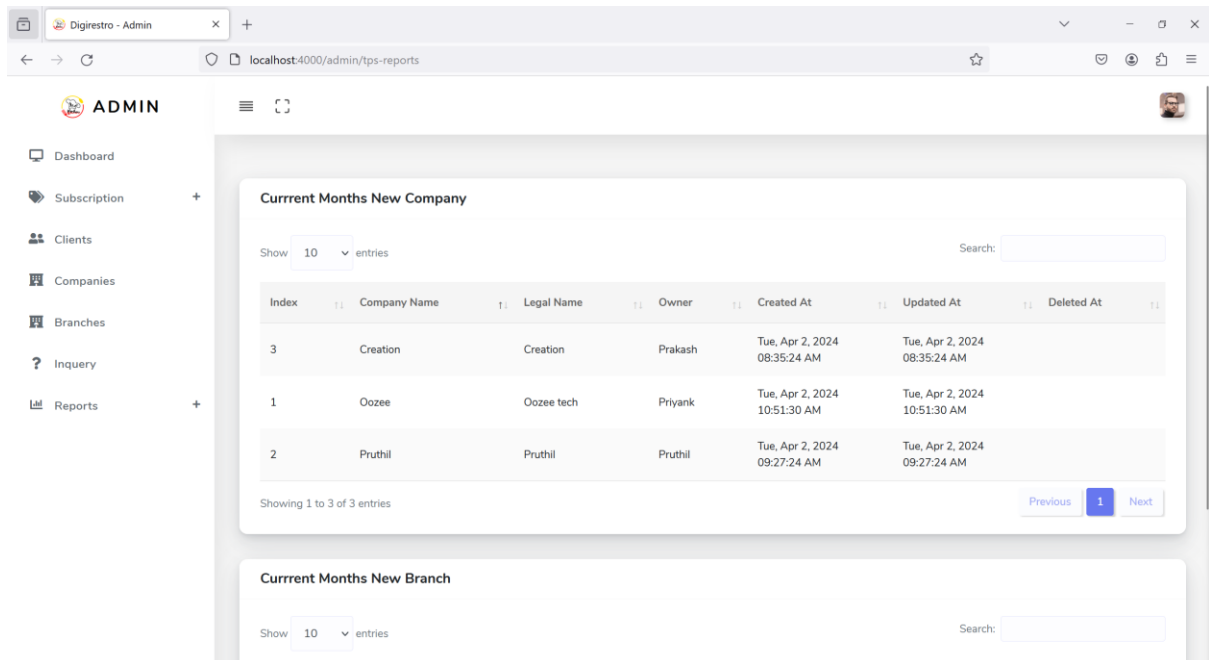 Digirestro - Admin
localhost:4000/admin/tps-reports
ADMIN
Dashboard
Subscription +
Clients
Companies
Branches
? Inquery
Reports +
Currrent Months New Company
Show 10 entries
Search:
Index Company Name Legal Name Owner Created At Updated At Deleted At
3 Creation Creation Prakash Tue, Apr 2, 2024 08:35:24 AM Tue, Apr 2, 2024 08:35:24 AM
1 Oozee Oozee tech Priyank Tue, Apr 2, 2024 10:51:30 AM Tue, Apr 2, 2024 10:51:30 AM
2 Pruthil Pruthil Pruthil Tue, Apr 2, 2024 09:27:24 AM Tue, Apr 2, 2024 09:27:24 AM
Showing 1 to 3 of 3 entries
Previous 1 Next
Currrent Months New Branch
Show 10 entries
Search: